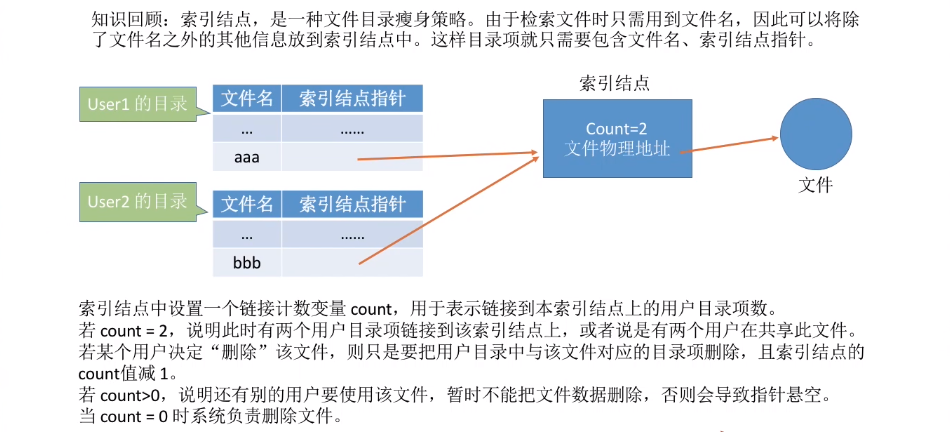 知识回顾：索引结点，是一种文件目录瘦身策略。由于检索文件时只需用到文件名，因此可以将除
了文件名之外的其他信息放到索引结点中。这样目录项就只需要包含文件名、索引结点指针。
索引结点
User1 的目录
文件名 索引结点指针
... ......
aaa
Count=2
文件物理地址
文件
User2 的目录
文件名 索引结点指针
... ......
bbb
索引结点中设置一个链接计数变量 count，用于表示链接到本索引结点上的用户目录项数。
若 count = 2，说明此时有两个用户目录项链接到该索引结点上，或者说是有两个用户在共享此文件。
若某个用户决定“删除”该文件，则只是要把用户目录中与该文件对应的目录项删除，且索引结点的
count值减 1。
若 count>0，说明还有别的用户要使用该文件，暂时不能把文件数据删除，否则会导致指针悬空。
当 count = 0 时系统负责删除文件。